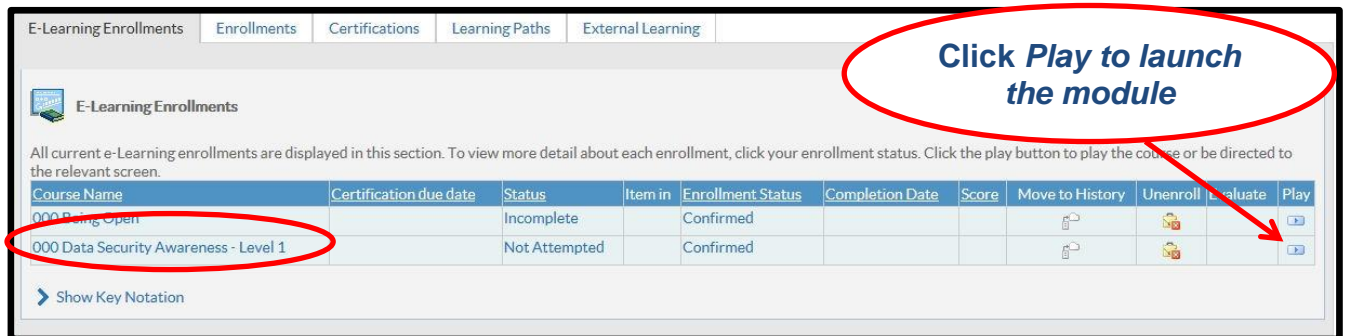 E-Learning Enrollments Enrollments Certifications Learning Paths External Learning
Click Play to launch
the module
E-Learning Enrollments
All current e-Learning enrollments are displayed in this section. To view more detail about each enrollment, click your enrollment status. Click the play button to play the course or be directed to
the relevant screen.
Course Name Certification due date Status Item in Enrollment Status Completion Date Score Move to History Unenroll Evaluate Play
000 Being Open Incomplete Confirmed
000 Data Security Awareness - Level 1 Not Attempted Confirmed
Show Key Notation